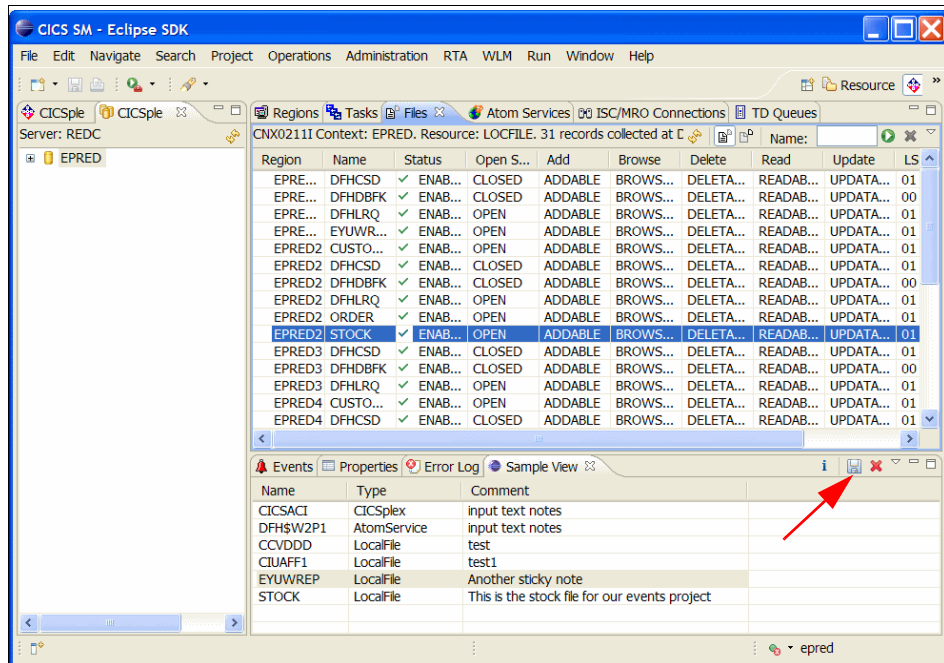 CICS SM - Eclipse SDK
File Edit Navigate Search Project Operations Administration RTA WLM Run Window Help
Resource »
CICSple CICSple Regions Tasks Files Atom Services ISC/MRO Connections TD Queues
Server: REDC
CNX0211I Context: EPRED. Resource: LOCFILE. 31 records collected at D Name:
EPRED
Region Name Status Open S... Add Browse Delete Read Update LS
EPRE... DFHCSD ENAB... CLOSED ADDABLE BROWS... DELETA... READAB... UPDATA... 01
EPRE... DFHDBFK ENAB... CLOSED ADDABLE BROWS... DELETA... READAB... UPDATA... 00
EPRE... DFHLRQ ENAB... OPEN ADDABLE BROWS... DELETA... READAB... UPDATA... 01
EPRE... EYUWR... ENAB... OPEN ADDABLE BROWS... DELETA... READAB... UPDATA... 01
EPRED2 CUSTO... ENAB... OPEN ADDABLE BROWS... DELETA... READAB... UPDATA... 01
EPRED2 DFHCSD ENAB... CLOSED ADDABLE BROWS... DELETA... READAB... UPDATA... 01
EPRED2 DFHDBFK ENAB... CLOSED ADDABLE BROWS... DELETA... READAB... UPDATA... 00
EPRED2 DFHLRQ ENAB... OPEN ADDABLE BROWS... DELETA... READAB... UPDATA... 01
EPRED2 ORDER ENAB... OPEN ADDABLE BROWS... DELETA... READAB... UPDATA... 01
EPRED2 STOCK ENAB... OPEN ADDABLE BROWS... DELETA... READAB... UPDATA... 01
EPRED3 DFHCSD ENAB... CLOSED ADDABLE BROWS... DELETA... READAB... UPDATA... 01
EPRED3 DFHDBFK ENAB... CLOSED ADDABLE BROWS... DELETA... READAB... UPDATA... 00
EPRED3 DFHLRQ ENAB... OPEN ADDABLE BROWS... DELETA... READAB... UPDATA... 01
EPRED4 CUSTO... ENAB... OPEN ADDABLE BROWS... DELETA... READAB... UPDATA... 01
EPRED4 DFHCSD ENAB... CLOSED ADDABLE BROWS... DELETA... READAB... UPDATA... 01
Events Properties Error Log Sample View
Name Type Comment
CICSACI CICSplex input text notes
DFH$W2P1 AtomService input text notes
CCVDDD LocalFile test
CIUAFF1 LocalFile test1
EYUWREP LocalFile Another sticky note
STOCK LocalFile This is the stock file for our events project
epred